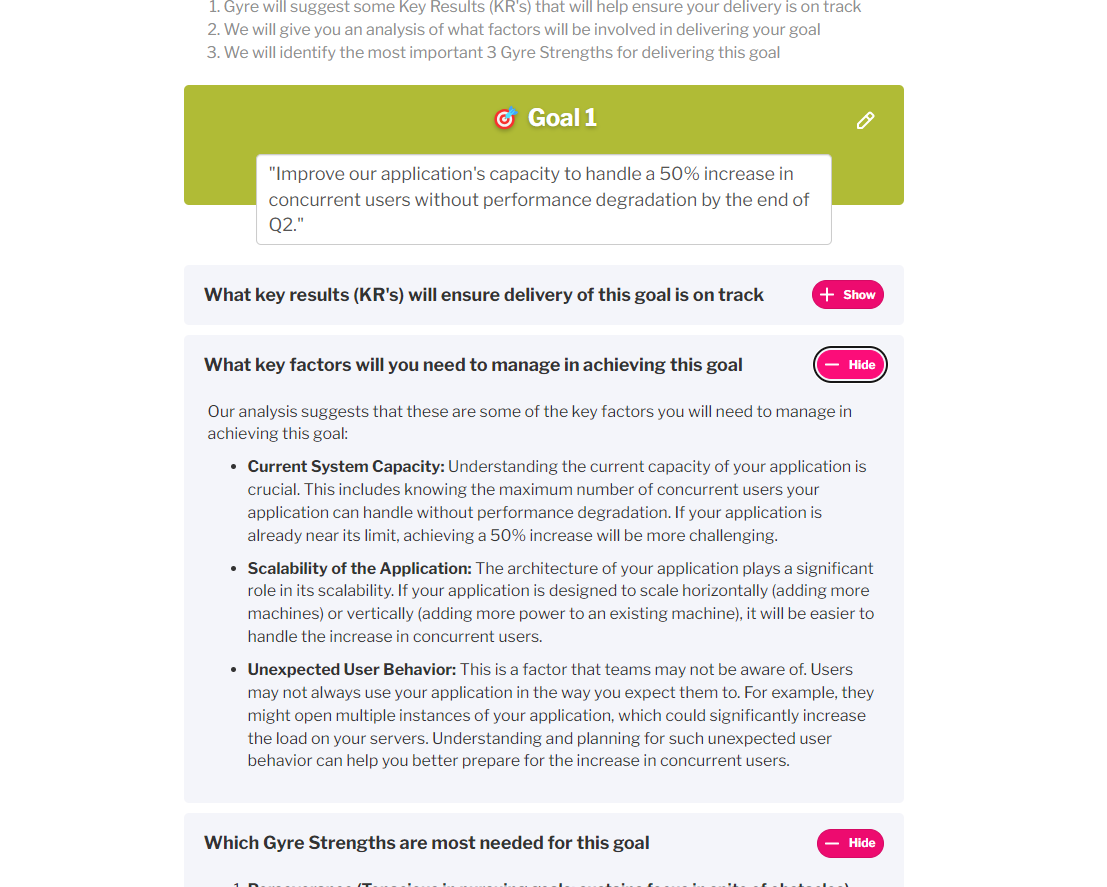 1. Gyre will suggest some Key Results (KR's) that will help ensure your delivery is on track
2. We will give you an analysis of what factors will be involved in delivering your goal
3. We will identify the most important 3 Gyre Strengths for delivering this goal
Goal 1
"Improve our application's capacity to handle a 50% increase in
concurrent users without performance degradation by the end of
Q2."
What key results (KR's) will ensure delivery of this goal is on track
Show
What key factors will you need to manage in achieving this goal
Hide
Our analysis suggests that these are some of the key factors you will need to manage in
achieving this goal:
• Current System Capacity: Understanding the current capacity of your application is
crucial. This includes knowing the maximum number of concurrent users your
application can handle without performance degradation. If your application is
already near its limit, achieving a 50% increase will be more challenging.
• Scalability of the Application: The architecture of your application plays a significant
role in its scalability. If your application is designed to scale horizontally (adding more
machines) or vertically (adding more power to an existing machine), it will be easier to
handle the increase in concurrent users.
• Unexpected User Behavior: This is a factor that teams may not be aware of. Users
may not always use your application in the way you expect them to. For example, they
might open multiple instances of your application, which could significantly increase
the load on your servers. Understanding and planning for such unexpected user
behavior can help you better prepare for the increase in concurrent users.
Which Gyre Strengths are most needed for this goal
Hide
1. Perseverance (Tenacious in pursuing goals, sustains focus in spite of obstacles)